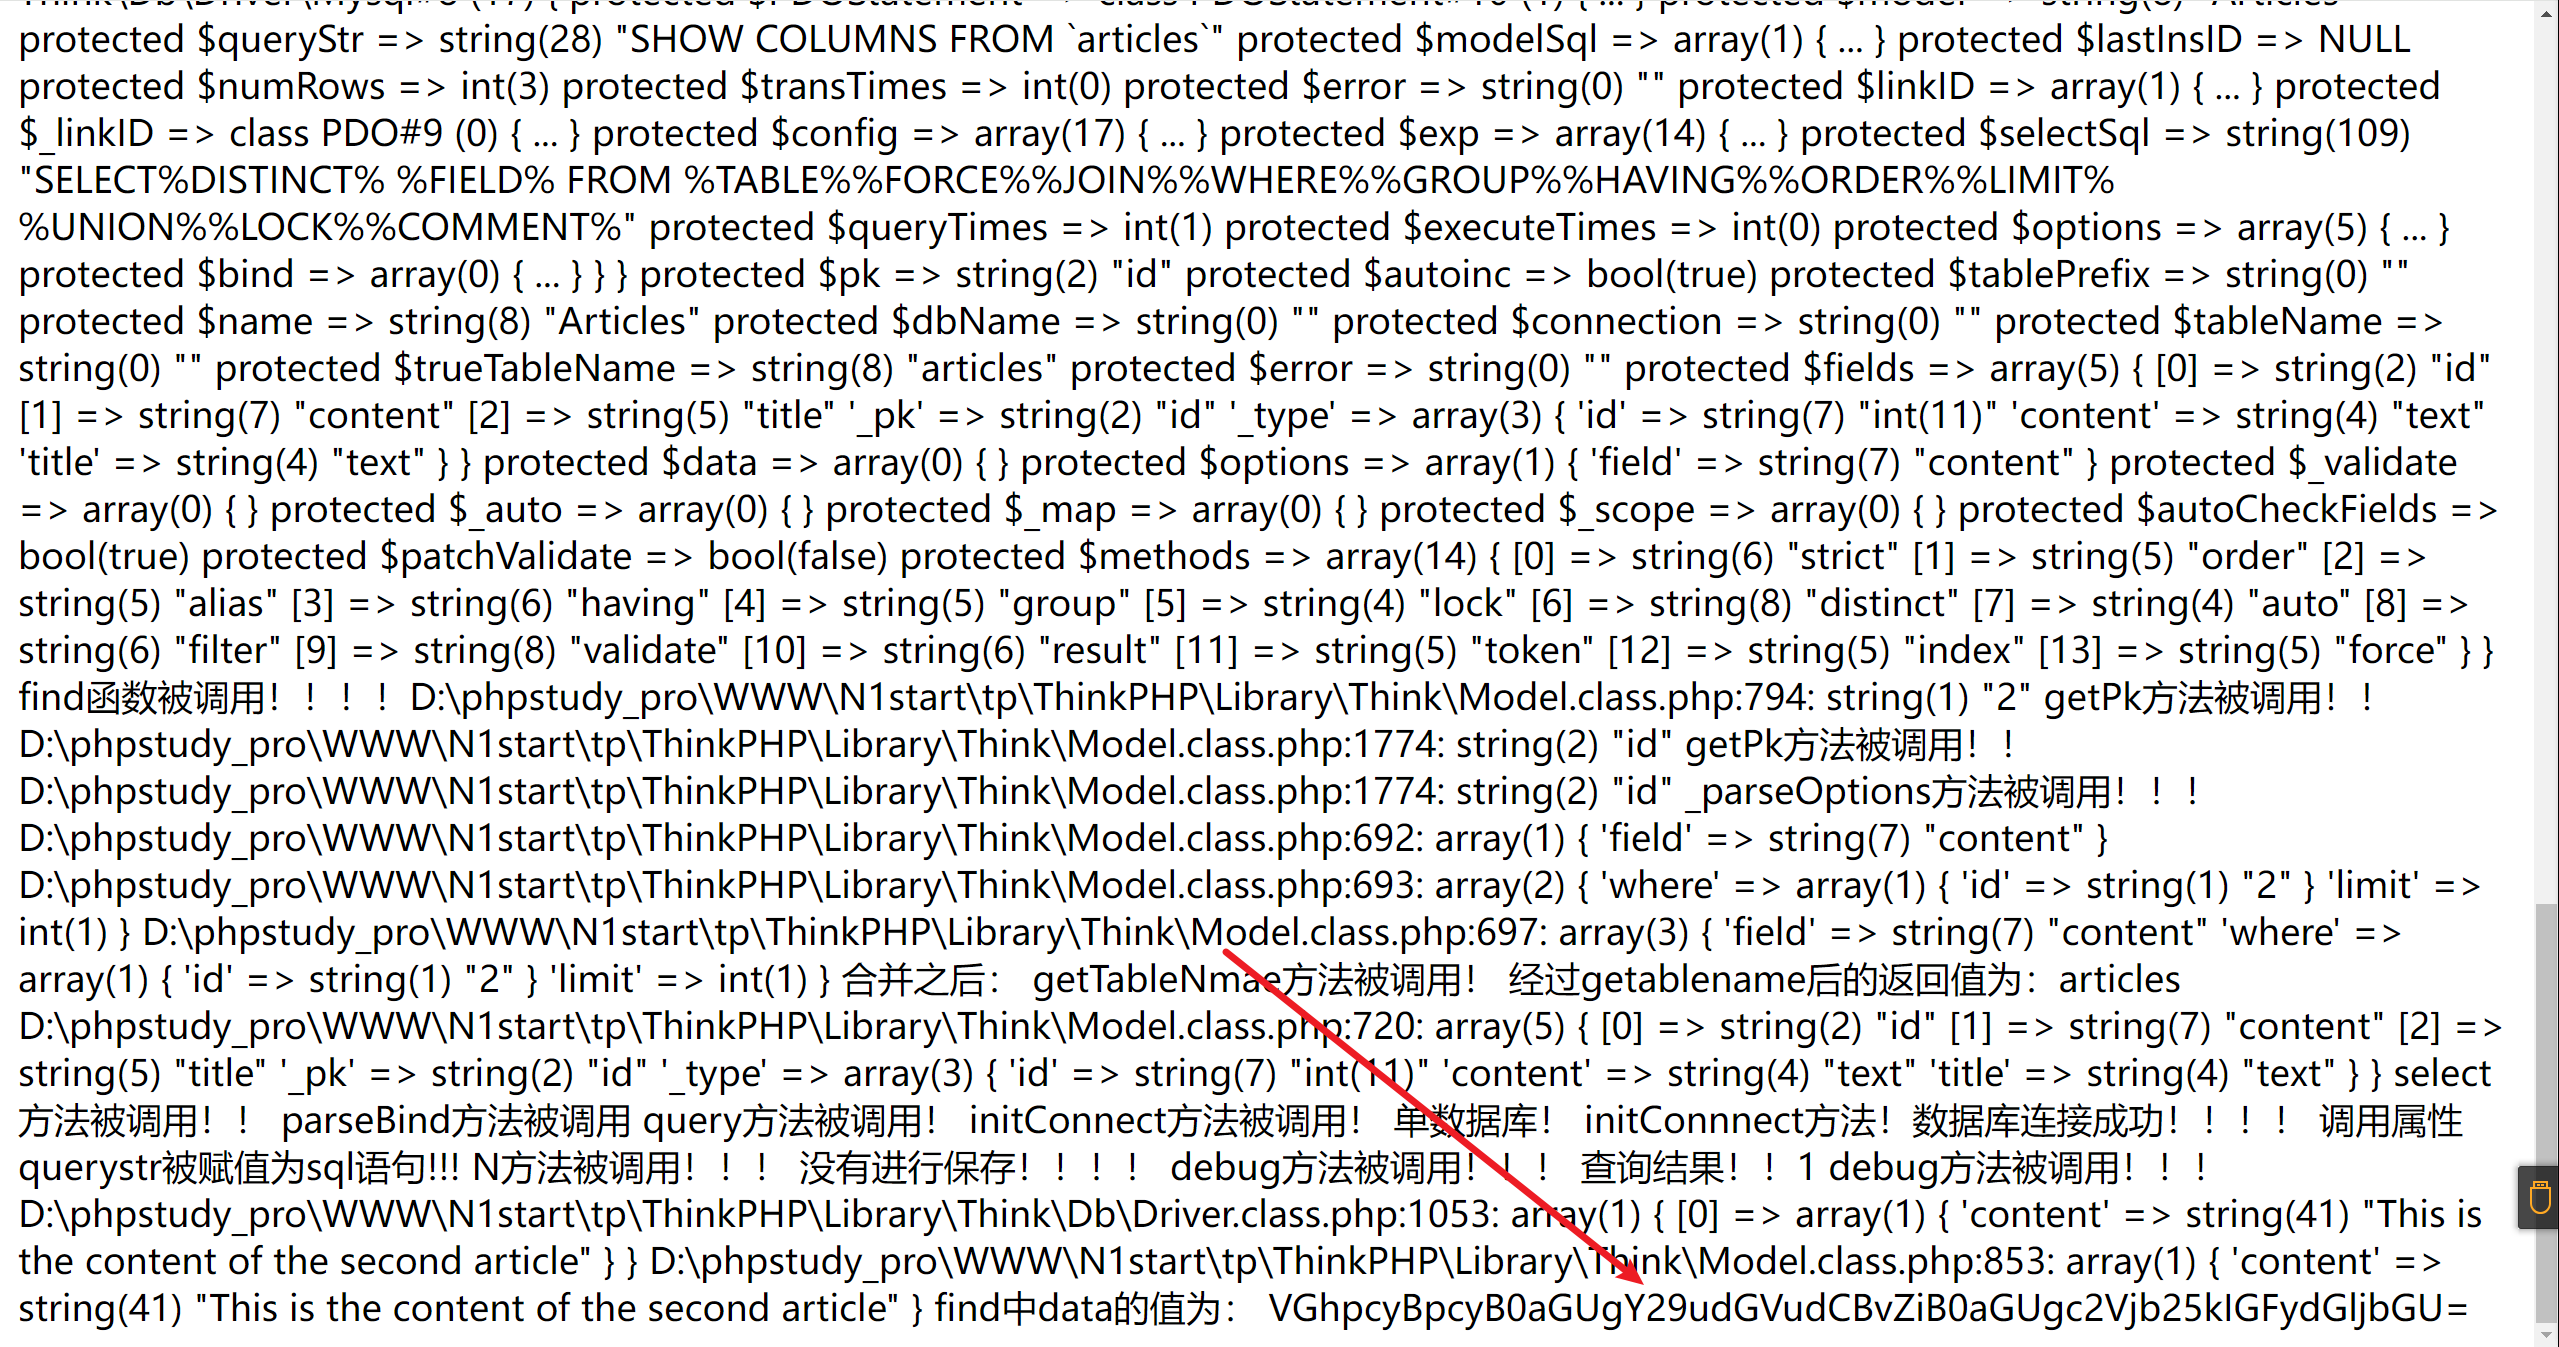 Think\Db\Driver\Mysql#8 (17) { protected $PDOStatement => class PDOStatement#10 (1) { ... } protected $model => string(8) "Articles"
protected $queryStr => string(28) "SHOW COLUMNS FROM `articles`" protected $modelSql => array(1) { ... } protected $lastInsID => NULL
protected $numRows => int(3) protected $transTimes => int(0) protected $error => string(0) "" protected $linkID => array(1) { ... } protected
$_linkID => class PDO#9 (0) { ... } protected $config => array(17) { ... } protected $exp => array(14) { ... } protected $selectSql => string(109)
"SELECT%DISTINCT% %FIELD% FROM %TABLE%%FORCE%%JOIN%%WHERE%%GROUP%%HAVING%%ORDER%%LIMIT%
%UNION%%LOCK%%COMMENT%" protected $queryTimes => int(1) protected $executeTimes => int(0) protected $options => array(5) { ... }
protected $bind => array(0) { ... } } } protected $pk => string(2) "id" protected $autoinc => bool(true) protected $tablePrefix => string(0) ""
protected $name => string(8) "Articles" protected $dbName => string(0) "" protected $connection => string(0) "" protected $tableName =>
string(0) "" protected $trueTableName => string(8) "articles" protected $error => string(0) "" protected $fields => array(5) { [0] => string(2) "id"
[1] => string(7) "content" [2] => string(5) "title" '_pk' => string(2) "id" '_type' => array(3) { 'id' => string(7) "int(11)" 'content' => string(4) "text"
'title' => string(4) "text" } } protected $data => array(0) { } protected $options => array(1) { 'field' => string(7) "content" } protected $_validate
=> array(0) { } protected $_auto => array(0) { } protected $_map => array(0) { } protected $_scope => array(0) { } protected $autoCheckFields =>
bool(true) protected $patchValidate => bool(false) protected $methods => array(14) { [0] => string(6) "strict" [1] => string(5) "order" [2] =>
string(5) "alias" [3] => string(6) "having" [4] => string(5) "group" [5] => string(4) "lock" [6] => string(8) "distinct" [7] => string(4) "auto" [8] =>
string(6) "filter" [9] => string(8) "validate" [10] => string(6) "result" [11] => string(5) "token" [12] => string(5) "index" [13] => string(5) "force" } }
find函数被调用！！！！D:\phpstudy_pro\WWW\N1start\tp\ThinkPHP\Library\Think\Model.class.php:794: string(1) "2" getPk方法被调用！！
D:\phpstudy_pro\WWW\N1start\tp\ThinkPHP\Library\Think\Model.class.php:1774: string(2) "id" getPk方法被调用！！
D:\phpstudy_pro\WWW\N1start\tp\ThinkPHP\Library\Think\Model.class.php:1774: string(2) "id" _parseOptions方法被调用！！！
D:\phpstudy_pro\WWW\N1start\tp\ThinkPHP\Library\Think\Model.class.php:692: array(1) { 'field' => string(7) "content" }
D:\phpstudy_pro\WWW\N1start\tp\ThinkPHP\Library\Think\Model.class.php:693: array(2) { 'where' => array(1) { 'id' => string(1) "2" } 'limit' =>
int(1) } D:\phpstudy_pro\WWW\N1start\tp\ThinkPHP\Library\Think\Model.class.php:697: array(3) { 'field' => string(7) "content" 'where' =>
array(1) { 'id' => string(1) "2" } 'limit' => int(1) } 合并之后： getTableNmae方法被调用！ 经过getablename后的返回值为：articles
D:\phpstudy_pro\WWW\N1start\tp\ThinkPHP\Library\Think\Model.class.php:720: array(5) { [0] => string(2) "id" [1] => string(7) "content" [2] =>
string(5) "title" '_pk' => string(2) "id" '_type' => array(3) { 'id' => string(7) "int(11)" 'content' => string(4) "text" 'title' => string(4) "text" } } select
方法被调用！！ parseBind方法被调用 query方法被调用！ initConnect方法被调用！ 单数据库！ initConnnect方法！数据库连接成功！！！！ 调用属性
querystr被赋值为sql语句!!! N方法被调用！！！ 没有进行保存！！！！ debug方法被调用！！！ 查询结果！！1 debug方法被调用！！！
D:\phpstudy_pro\WWW\N1start\tp\ThinkPHP\Library\Think\Db\Driver.class.php:1053: array(1) { [0] => array(1) { 'content' => string(41) "This is
the content of the second article" } } D:\phpstudy_pro\WWW\N1start\tp\ThinkPHP\Library\Think\Model.class.php:853: array(1) { 'content' =>
string(41) "This is the content of the second article" } find中data的值为： VGhpcyBpcyB0aGUgY29udGVudCBvZiB0aGUgc2Vjb25kIGFydGljbGU=